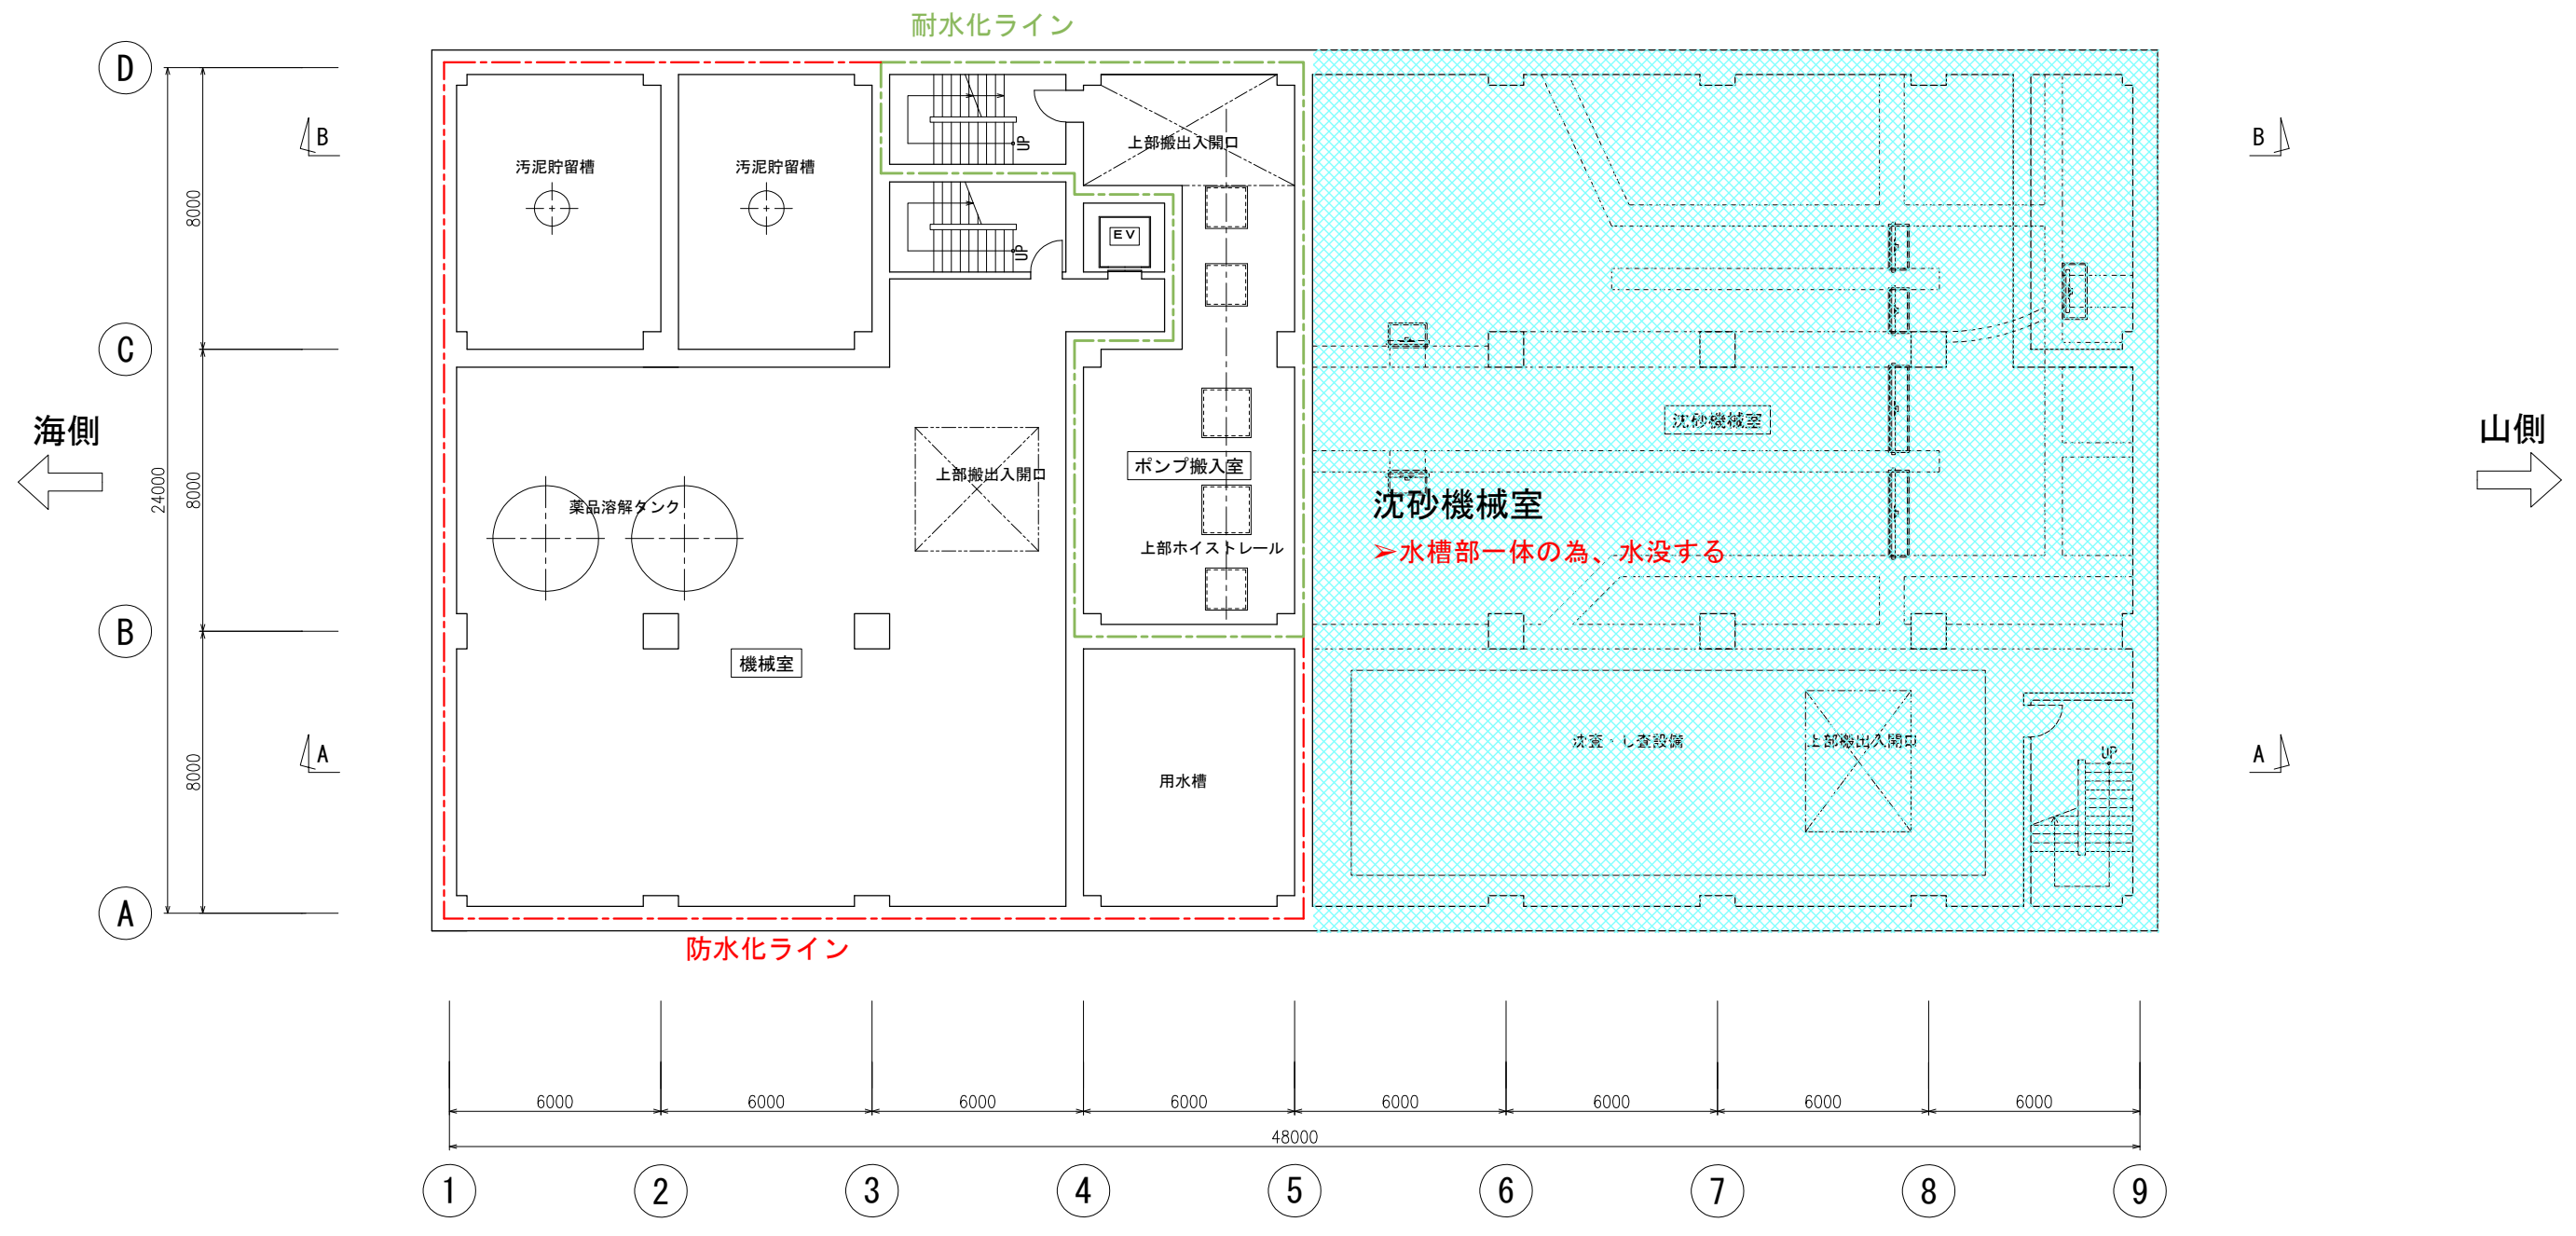 耐水化ライン
D
B
B
上部搬出入開口
UP
汚泥貯留槽
汚泥貯留槽
8000
EV
UP
C
海側
山側
沈砂機械室
ポンプ搬入室
上部搬出入開口
24000
8000
薬品溶解タンク
沈砂機械室
上部ホイストレール
➢水槽部一体の為、水没する
B
機械室
A
沈査・し査設備
上部搬出入開口
UP
A
8000
用水槽
A
防水化ライン
6000
6000
6000
6000
6000
6000
6000
6000
48000
1
2
3
4
5
6
7
8
9